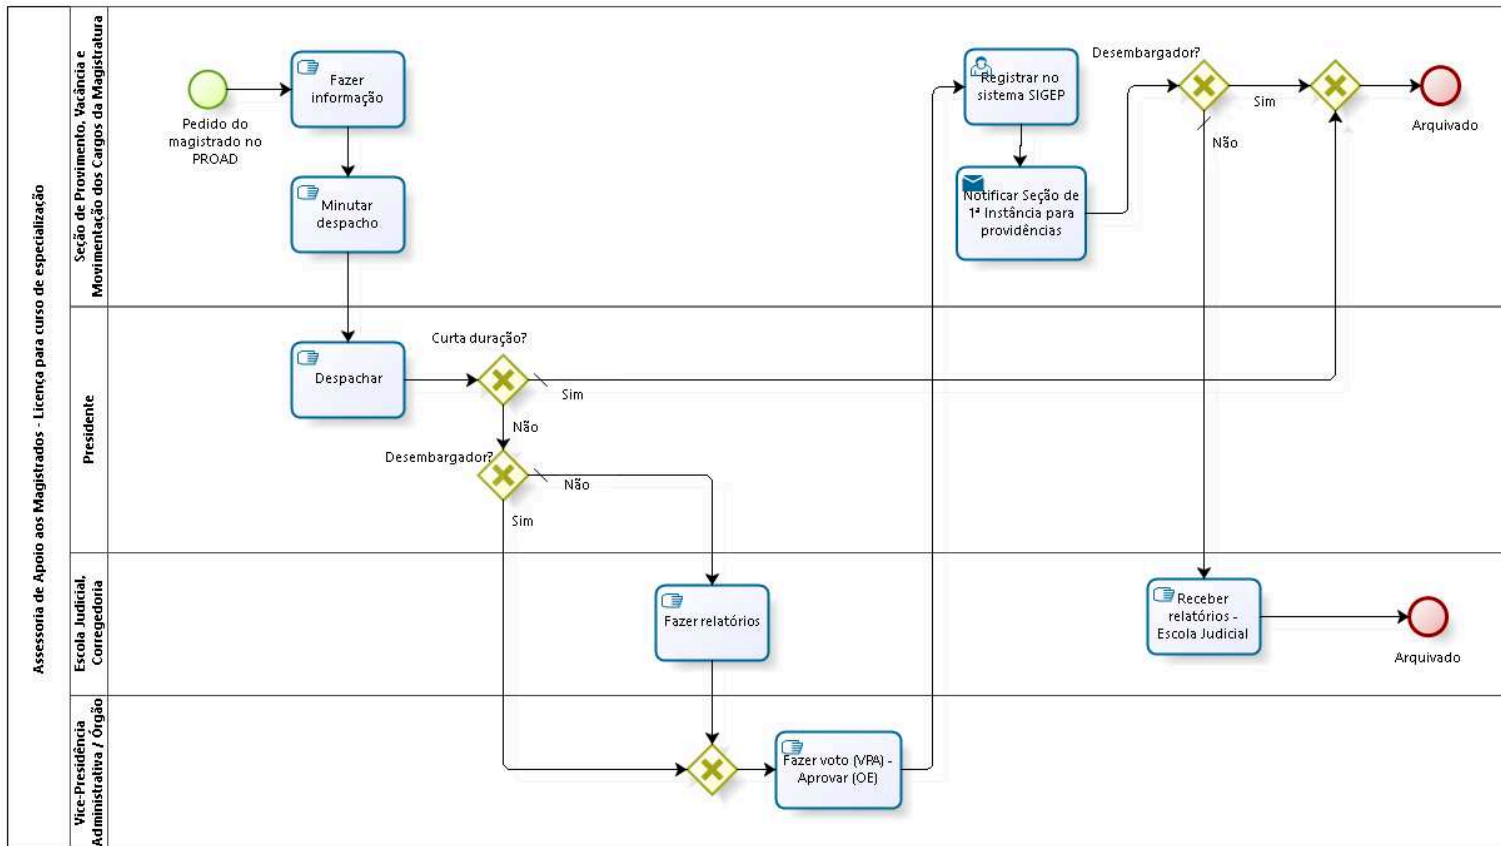 Assessoria de Apoio aos Magistrados - Licença para curso de especialização
Seção de Provimento, Vacância e
Movimentação dos Cargos da Magistratura
Pedido do
magistrado no
PROAD
Fazer
informação
Minutar
despacho
Registrar no
sistema SIGEP
Notificar Seção de
1ª Instância para
providências
Desembargador?
Sim
Não
Arquivado
Presidente
Despachar
Curta duração?
Sim
Não
Desembargador?
Não
Sim
Escola Judicial,
Corregedoria
Fazer relatórios
Receber
relatórios -
Escola Judicial
Arquivado
Vice-Presidência
Administrativa / Órgão
Fazer voto (VPA) -
Aprovar (OE)